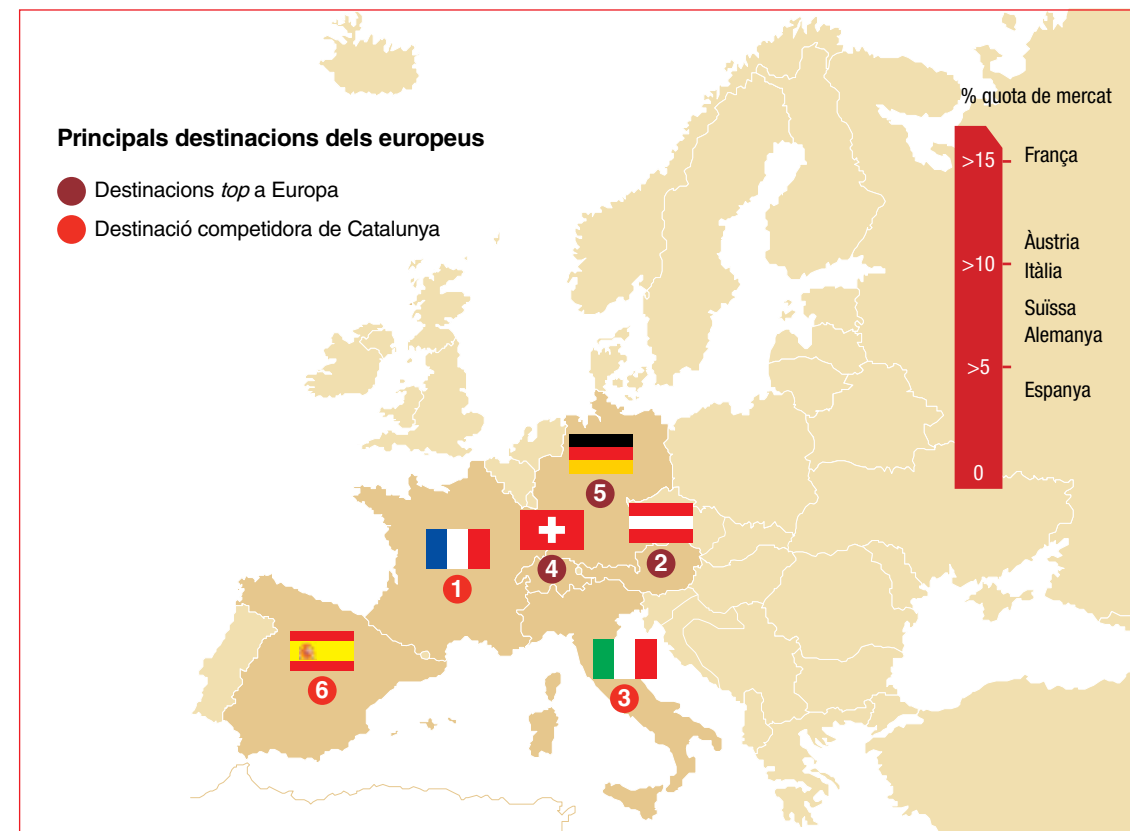 Principals destinacions dels europeus
Destinacions top a Europa
Destinació competidora de Catalunya
% quota de mercat
>15
França
Àustria
>10
Itàlia
Suïssa
Alemanya
>5
Espanya
0
5
4
2
1
6
3